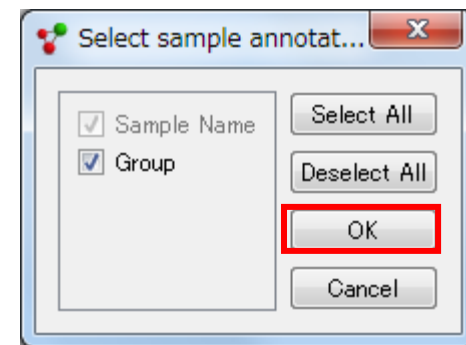 Select sample annotat...
Sample Name
Group
Select All
Deselect All
OK
Cancel